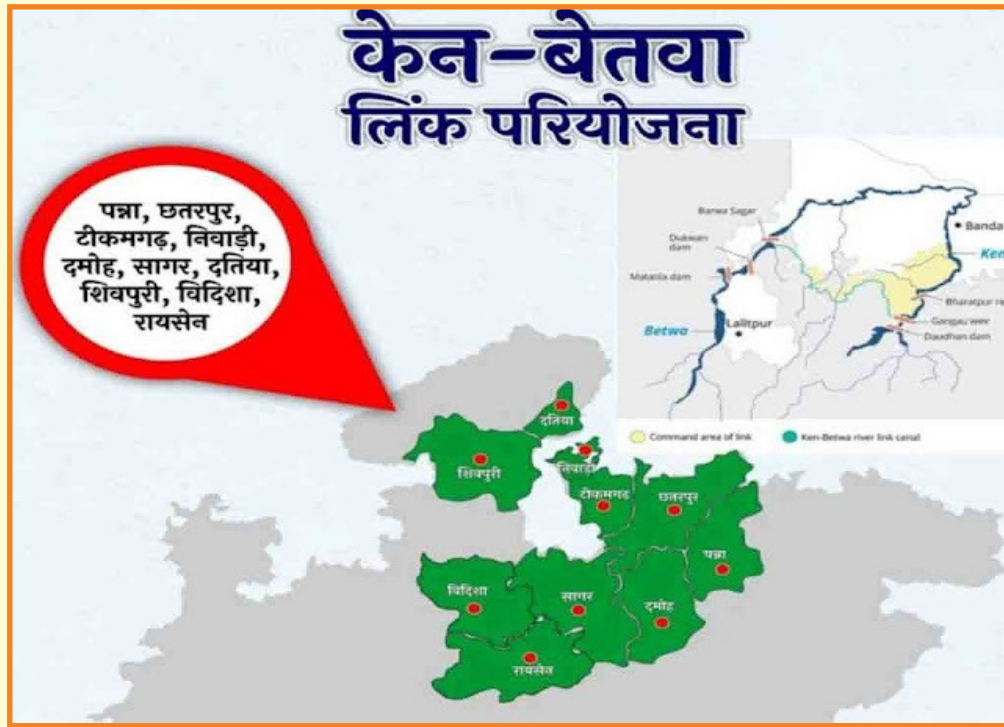 केन-बेतवा
लिंक परियोजना
पन्ना, छतरपुर,
टीकमगढ़, निवाड़ी,
दमोह, सागर, दतिया,
शिवपुरी, विदिशा,
रायसेन
Barwa Sagar
Dukwan
dam
Matatila dam
Betwa
Lalitpur
Banda
Ken
Bharatpur re
Gangau weir
Daudhan dam
Command area of link
Ken-Betwa river link canal
दतिया
शिवपुरी
निवाड़ी
टीकमगढ़
छतरपुर
पन्ना
विदिशा
सागर
दमोह
रायसेन